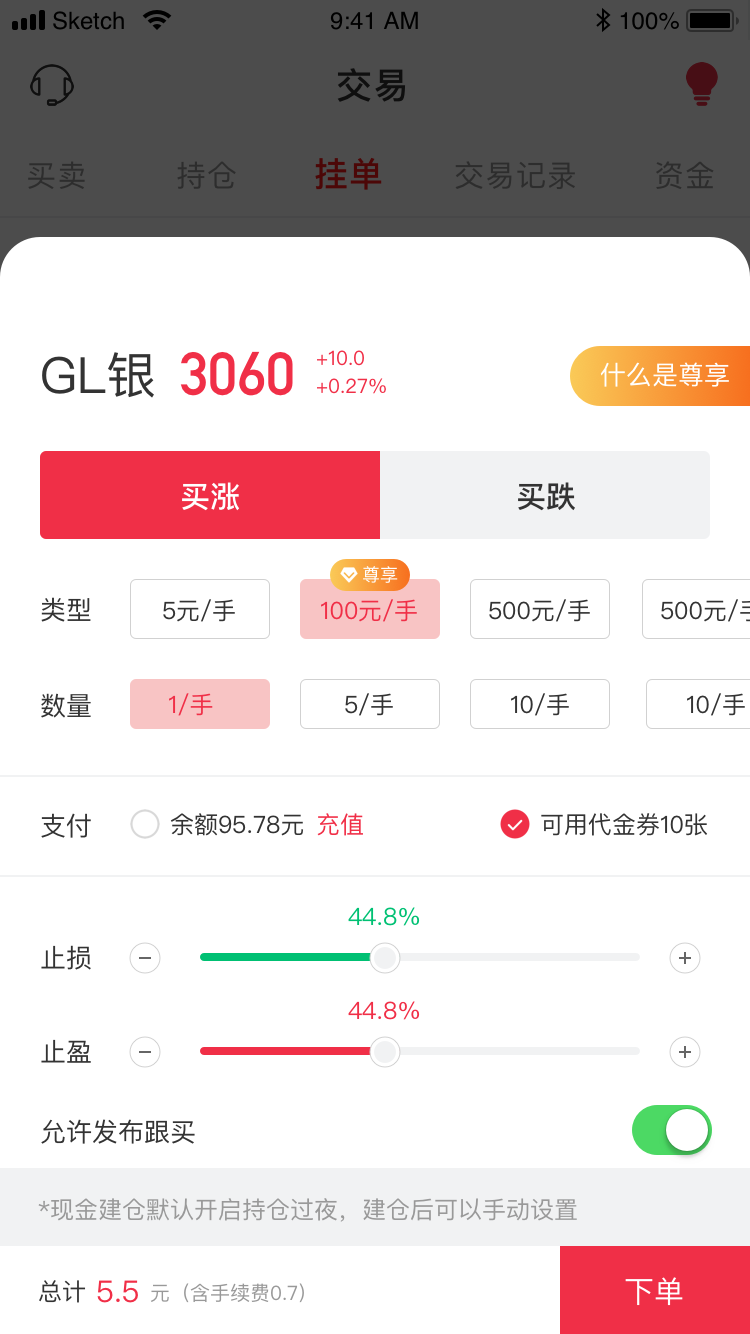 Sketch 9:41 AM 100%
交易
买卖 持仓 挂单 交易记录 资金
GL银 3060 +10.0
+0.27%
什么是尊享
买涨 买跌
尊享
类型 5元/手 100元/手 500元/手 500元/手
数量 1/手 5/手 10/手 10/手
支付 余额95.78元 充值 可用代金券10张
44.8%
止损
44.8%
止盈
允许发布跟买
*现金建仓默认开启持仓过夜，建仓后可以手动设置
总计 5.5 元（含手续费0.7） 下单